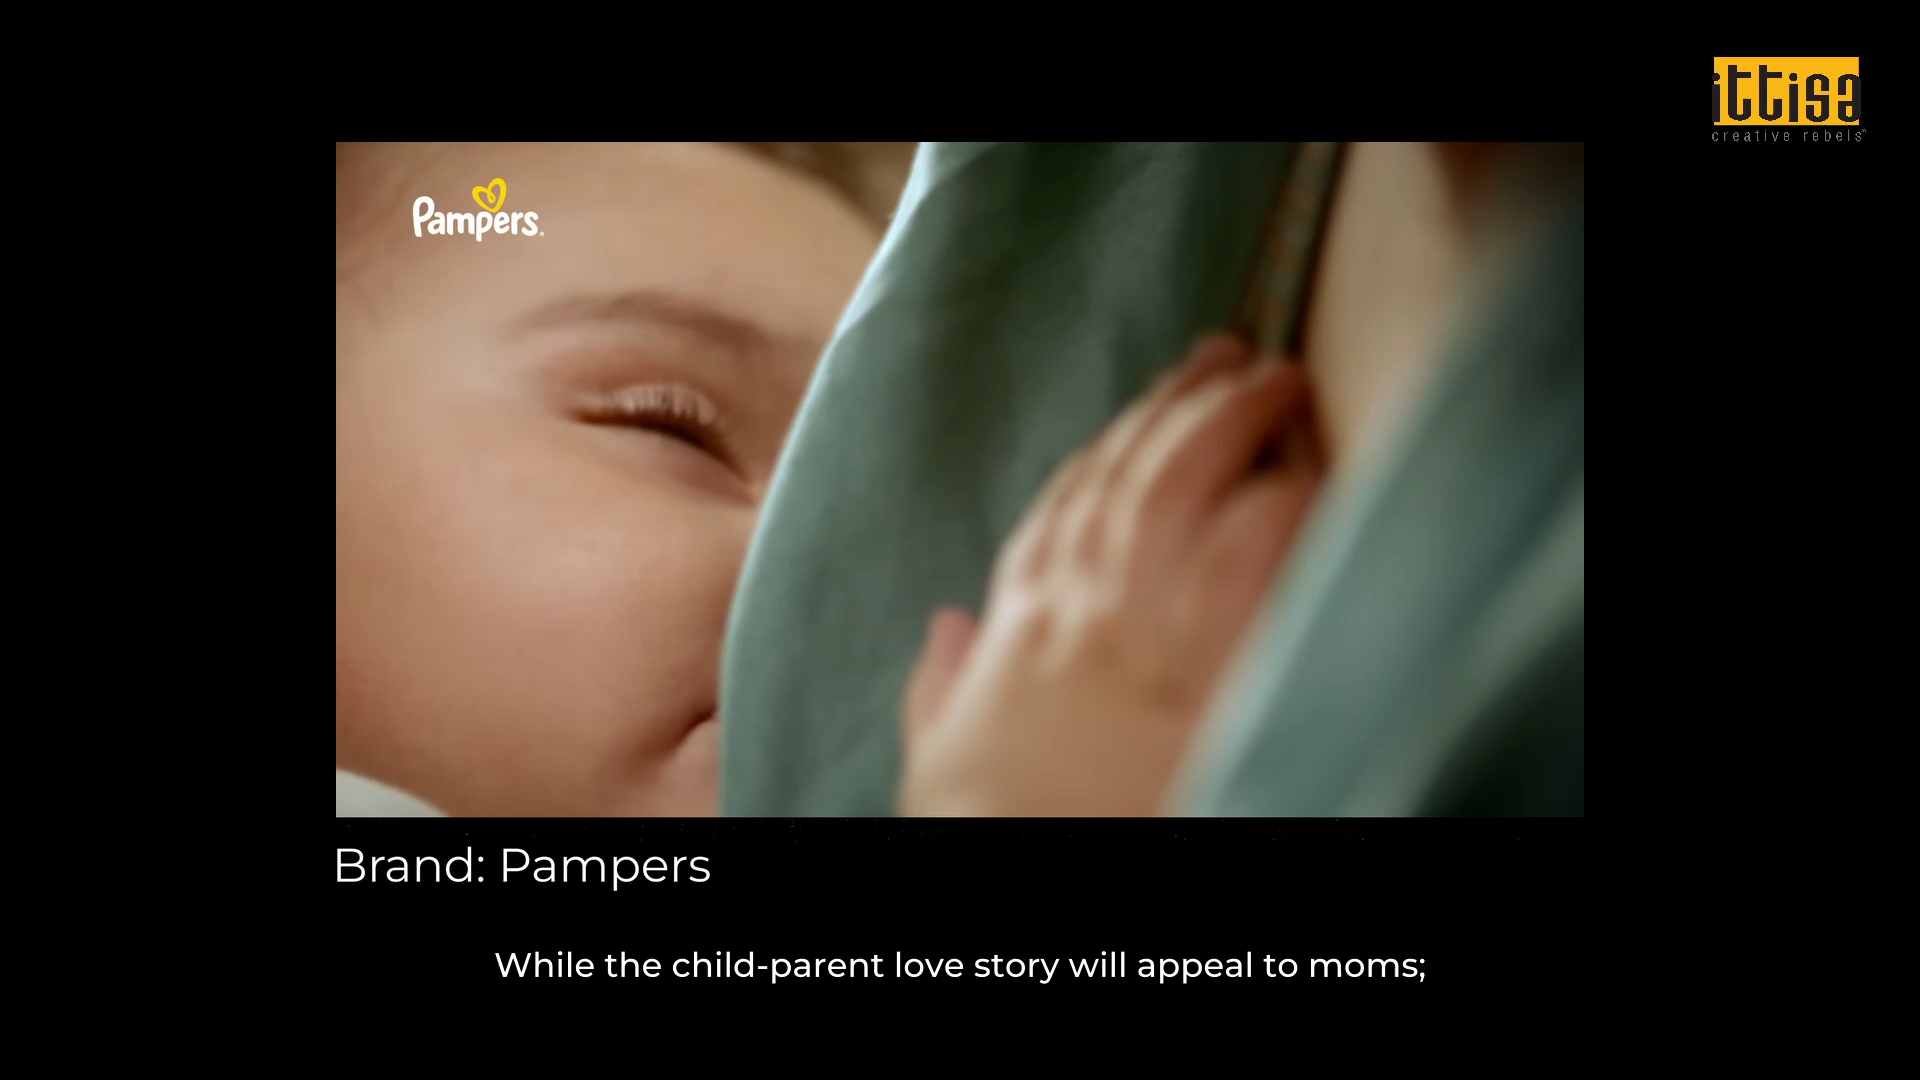 ittisa
creative rebels
Pampers
Brand: Pampers
While the child-parent love story will appeal to moms;